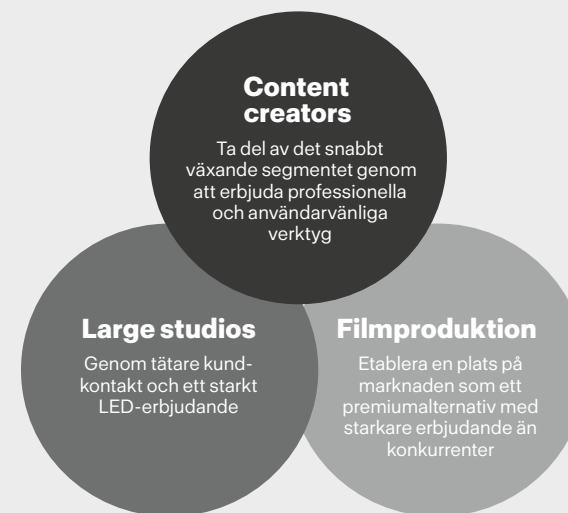 Content
creators
Ta del av det snabbt
växande segmentet genom
att erbjuda professionella
och användarvänliga
verktyg
Large studios
Genom tätare kund-
kontakt och ett starkt
LED-erbjudande
Filmproduktion
Etablera en plats på
marknaden som ett
premiumalternativ med
starkare erbjudande än
konkurrenter